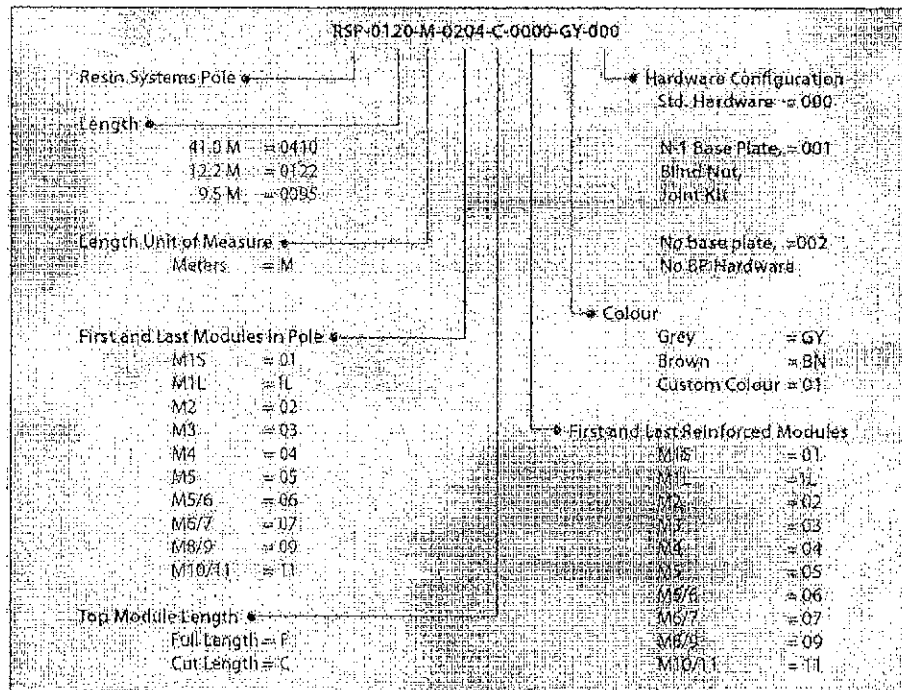 RSP-0120-M-0204-C-0000-GY-000
Resin Systems Pole
Length
41.0 M = 0410
12.2 M = 0122
9.5 M = 0095
Length Unit of Measure
Meters = M
First and Last Modules in Pole
M1S = 01
M1L = 1L
M2 = 02
M3 = 03
M4 = 04
M5 = 05
M5/6 = 06
M6/7 = 07
M8/9 = 09
M10/11 = 11
Top Module Length
Full Length = F
Cut Length = C
Hardware Configuration
Std. Hardware = 000
N-1 Base Plate, = 001
Blind Nut,
Joint Kit
No base plate, =002
No BP Hardware
Colour
Grey = GY
Brown = BN
Custom Colour = 01
First and Last Reinforced Modules
M1S = 01
M1L = 1L
M2 = 02
M3 = 03
M4 = 04
M5 = 05
M5/6 = 06
M6/7 = 07
M8/9 = 09
M10/11 = 11